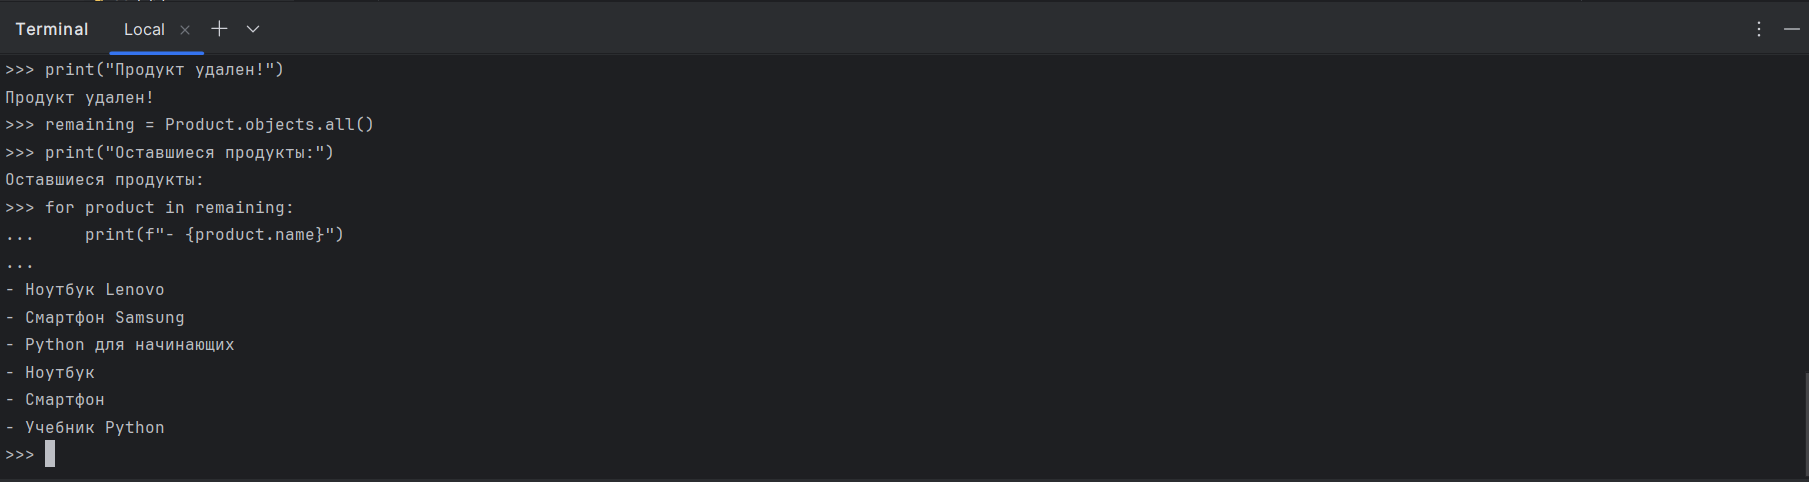 Terminal Local
>>> print("Продукт удален!")
Продукт удален!
>>> remaining = Product.objects.all()
>>> print("Оставшиеся продукты:")
Оставшиеся продукты:
>>> for product in remaining:
...     print(f"- {product.name}")
...
- Ноутбук Lenovo
- Смартфон Samsung
- Python для начинающих
- Ноутбук
- Смартфон
- Учебник Python
>>>